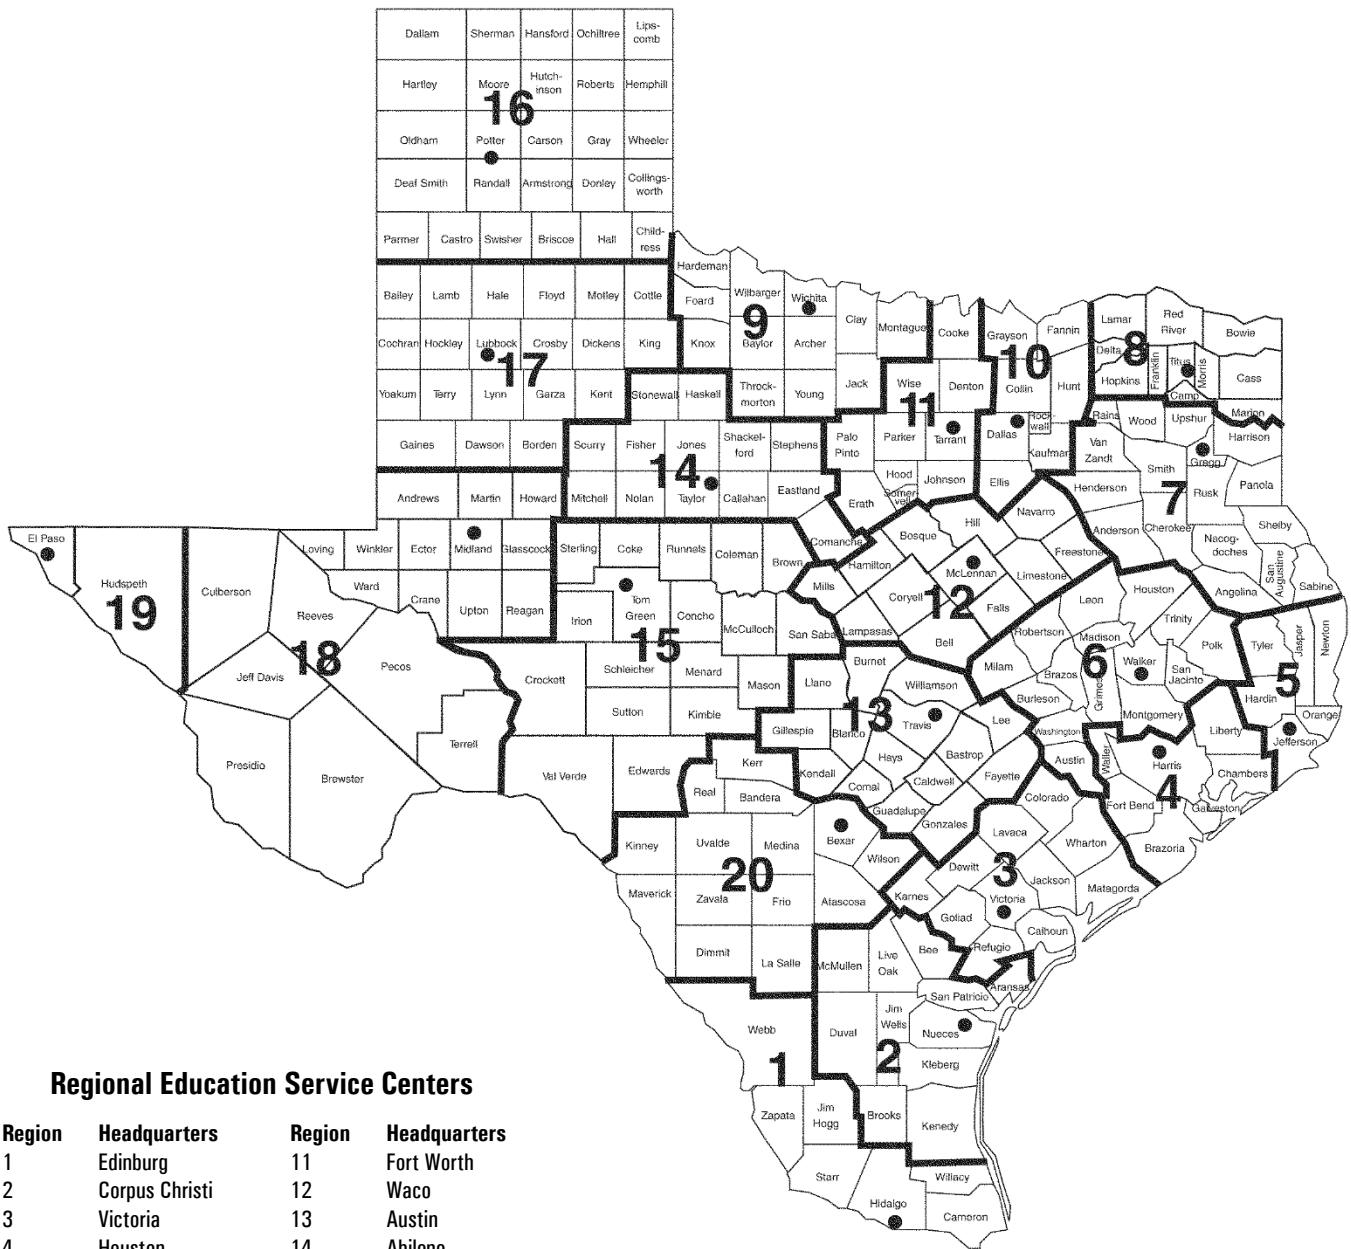 Dallam Sherman Hansford Ochiltree Lips-
comb
Hartley Moore Hutch-
inson Roberts Hemphill
16
Oldham Potter Carson Gray Wheeler
Deaf Smith Randall Armstrong Donley Collings-
worth
Parmer Castro Swisher Briscoe Hall Child-
ress
Hardeman
Bailey Lamb Hale Floyd Motley Cottle Foard Wilbarger Wichita
9
Clay Montague Cooke Grayson Fannin Lamar Red
River Bowie
Cochran Hockley Lubbock Crosby Dickens King Knox Baylor Archer
17
10
8
Delta Hopkins Franklin Titus Morris Camp Cass
Yoakum Terry Lynn Garza Kent Stonewall Haskell Throck-
morton Young Jack Wise Denton Collin Hunt
11
Rains Wood Upshur Marion
Gaines Dawson Borden Scurry Fisher Jones Shackel-
ford Stephens Palo
Pinto Parker Tarrant Dallas Rock-
wall Kaufman Van
Zandt Smith Gregg Harrison
14
7
Andrews Martin Howard Mitchell Nolan Taylor Callahan Eastland Erath Hood Somer-
vell Johnson Ellis Navarro Henderson Rusk Panola
El Paso Hudspeth
19
Culberson Loving Winkler Ector Midland Glasscock Sterling Coke Runnels Coleman Brown Comanche Hamilton Bosque Hill Freestone Anderson Cherokee Nacog-
doches Shelby San
Augustine Sabine
Reeves Ward Crane Upton Reagan Irion Tom
Green Concho McCulloch San Saba Mills Lampasas Coryell McLennan Limestone Falls Bell
18
15
12
Leon Houston Angelina Trinity Polk Tyler Jasper Newton
Jeff Davis Pecos Crockett Schleicher Menard Mason Llano Burnet Williamson Milam Robertson Madison Brazos Grimes Walker San
Jacinto Hardin Orange
13
6
5
Presidio Brewster Terrell Sutton Kimble Gillespie Blanco Travis Lee Burleson Washington Montgomery Liberty Jefferson
Val Verde Edwards Kerr Real Bandera Kendall Comal Hays Caldwell Bastrop Fayette Austin Waller Harris Chambers
4
Guadalupe Gonzales Colorado Fort Bend Galveston Brazoria
Kinney Uvalde Medina Bexar Wilson Lavaca Wharton Dewitt Jackson Matagorda
20
3
Maverick Zavala Frio Atascosa Karnes Goliad Victoria Calhoun
Dimmit La Salle McMullen Live
Oak Bee Refugio Aransas San Patricio
Webb Duval Jim
Wells Nueces
1
2
Kleberg
Zapata Jim
Hogg Brooks Kenedy
Starr Hidalgo Willacy Cameron
Regional Education Service Centers
Region Headquarters Region Headquarters
1 Edinburg 11 Fort Worth
2 Corpus Christi 12 Waco
3 Victoria 13 Austin
4 Houston 14 Abilene